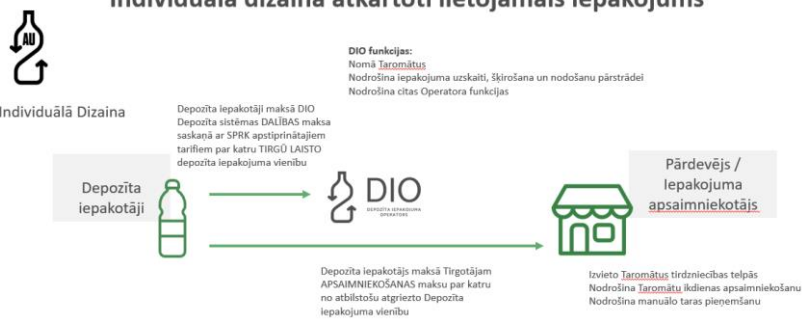 Individuālā dizaina atkārtoti lietojamais iepakojums
AU
Individuālā Dizaina
DIO funkcijas:
Nomā Taromātus
Nodrošina iepakojuma uzskaiti, šķirošana un nodošanu pārstrādei
Nodrošina citas Operatora funkcijas
Depozīta iepakotāji maksā DIO
Depozīta sistēmas DALĪBAS maksa
saskaņā ar SPRK apstiprinātajiem
tarifiem par katru TIRGŪ LAISTO
depozīta iepakojuma vienību
Depozīta
iepakotāji
DIO
DEPOZĪTA IEPAKOJUMA
OPERATORS
Pārdevējs /
Iepakojuma
apsaimniekotājs
Depozīta iepakotājs maksā Tirgotājam
APSAIMNIEKOŠANAS maksu par katru
no atbilstošu atgriezto Depozīta
iepakojuma vienību
Izvieto Taromātus tirdzniecības telpās
Nodrošina Taromātu ikdienas apsaimniekošanu
Nodrošina manuālo taras pieņemšanu